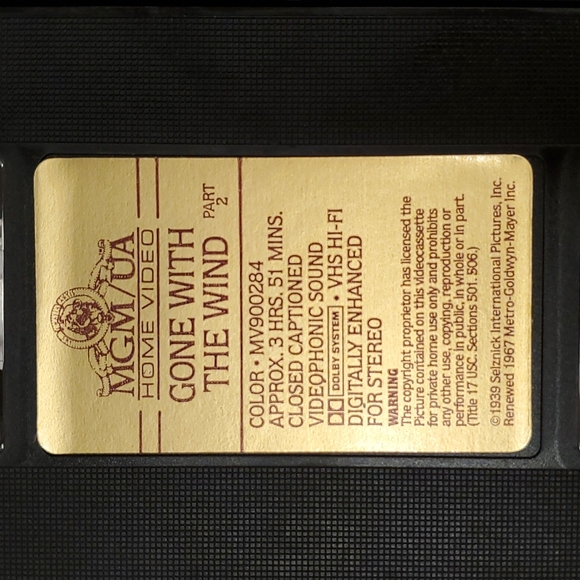 MGM/UA
HOME VIDEO
GONE WITH
THE WIND PART
2
COLOR • MV900284
APPROX. 3 HRS. 51 MINS.
CLOSED CAPTIONED
VIDEOPHONIC SOUND
DOLBY SYSTEM • VHS HI-FI
DIGITALLY ENHANCED
FOR STEREO
WARNING
The copyright proprietor has licensed the
Picture contained on this videocassette
for private home use only and prohibits
any other use, copying, reproduction or
performance in public, in whole or in part.
(Title 17 USC. Sections 501. 506.)
©1939 Selznick International Pictures, Inc.
Renewed 1967 Metro-Goldwyn-Mayer Inc.